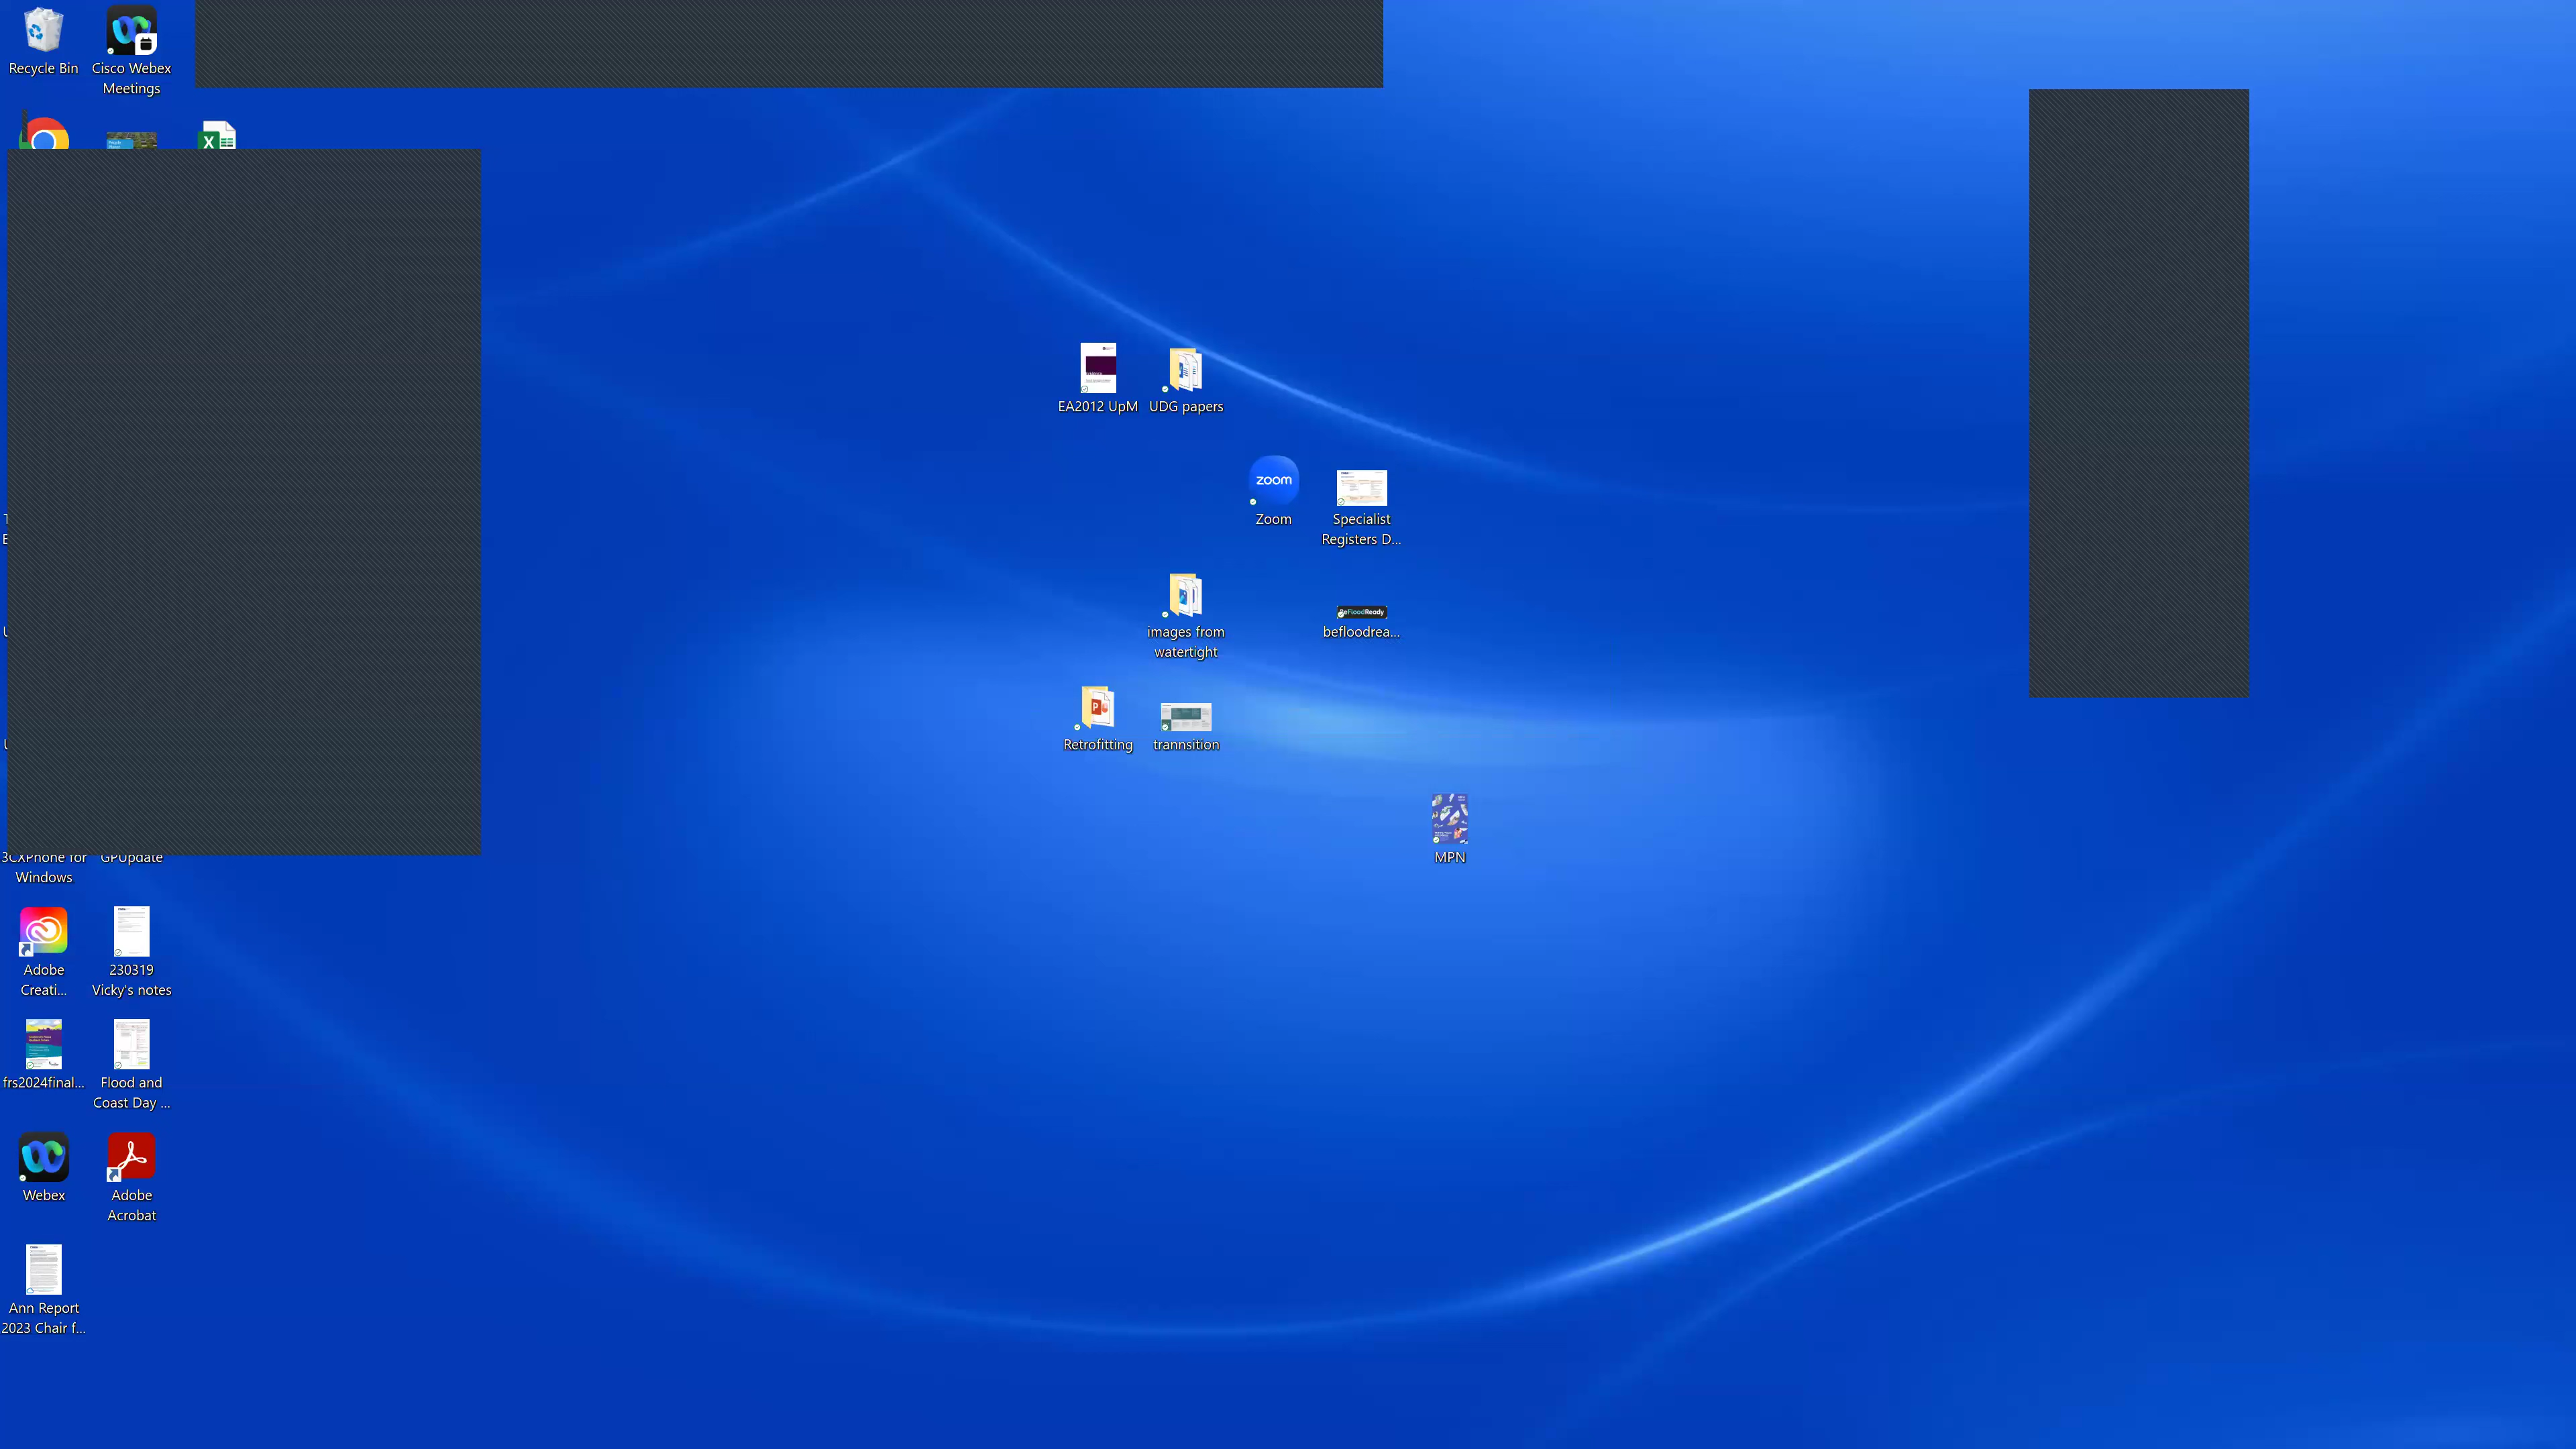 Recycle Bin
Cisco Webex
Meetings
EA2012 UpM
UDG papers
zoom
Zoom
Specialist
Registers D...
images from
watertight
BeFloodReady
befloodrea...
Retrofitting
trannsition
MPN
3CXPhone for
Windows
GPUpdate
Adobe
Creati...
230319
Vicky's notes
frs2024final...
Flood and
Coast Day ...
Webex
Adobe
Acrobat
Ann Report
2023 Chair f...